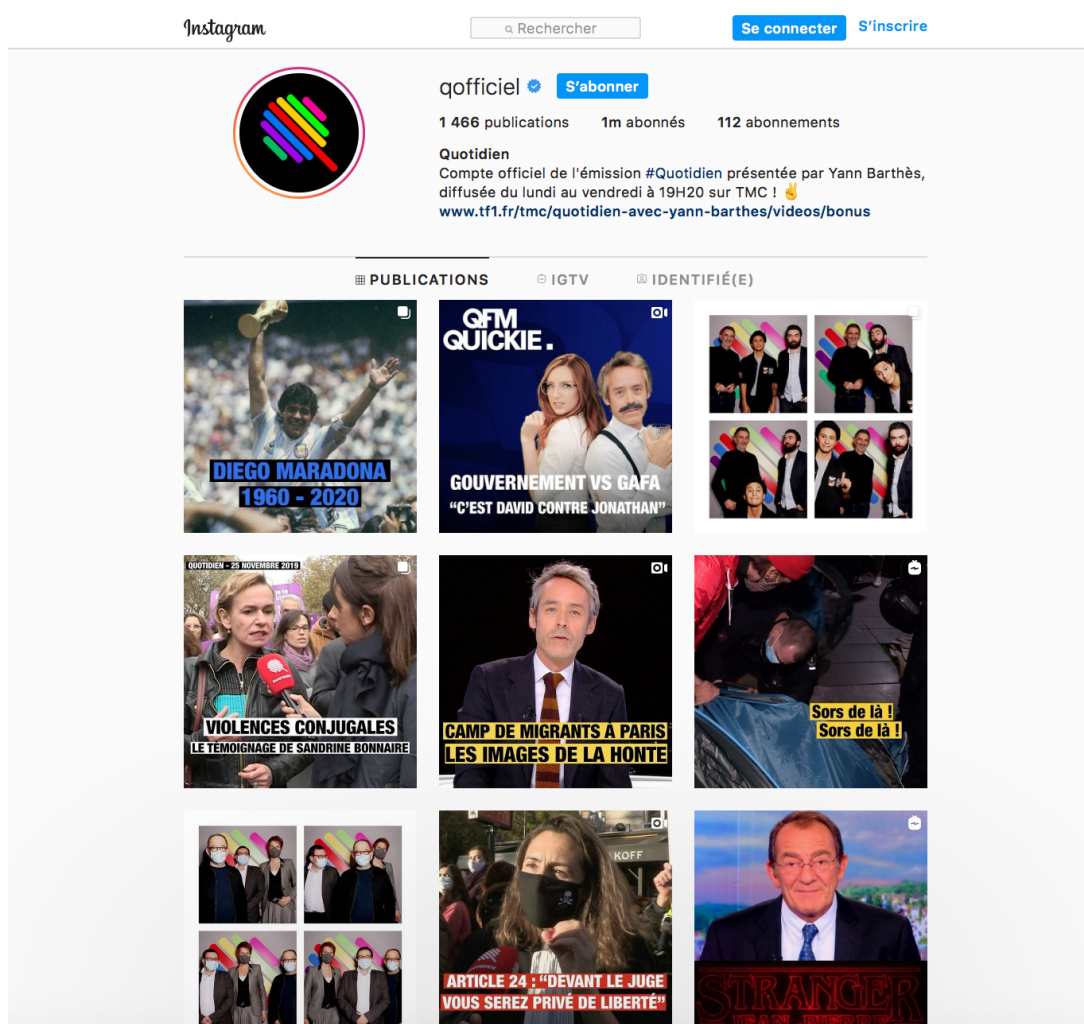 Instagram
Rechercher
Se connecter
S'inscrire
qofficiel
S'abonner
1 466 publications 1m abonnés 112 abonnements
Quotidien
Compte officiel de l'émission #Quotidien présentée par Yann Barthès,
diffusée du lundi au vendredi à 19H20 sur TMC !
www.tf1.fr/tmc/quotidien-avec-yann-barthes/videos/bonus
PUBLICATIONS
IGTV
IDENTIFIÉ(E)
DIEGO MARADONA
1960 - 2020
QFM
QUICKIE.
GOUVERNEMENT VS GAFA
“C'EST DAVID CONTRE JONATHAN”
QUOTIDIEN - 25 NOVEMBRE 2019
VIOLENCES CONJUGALES
LE TÉMOIGNAGE DE SANDRINE BONNAIRE
CAMP DE MIGRANTS À PARIS
LES IMAGES DE LA HONTE
Sors de là !
Sors de là !
KOFF
ARTICLE 24 : “DEVANT LE JUGE
VOUS SEREZ PRIVÉ DE LIBERTÉ”
STRANGER
JEAN PIERRE